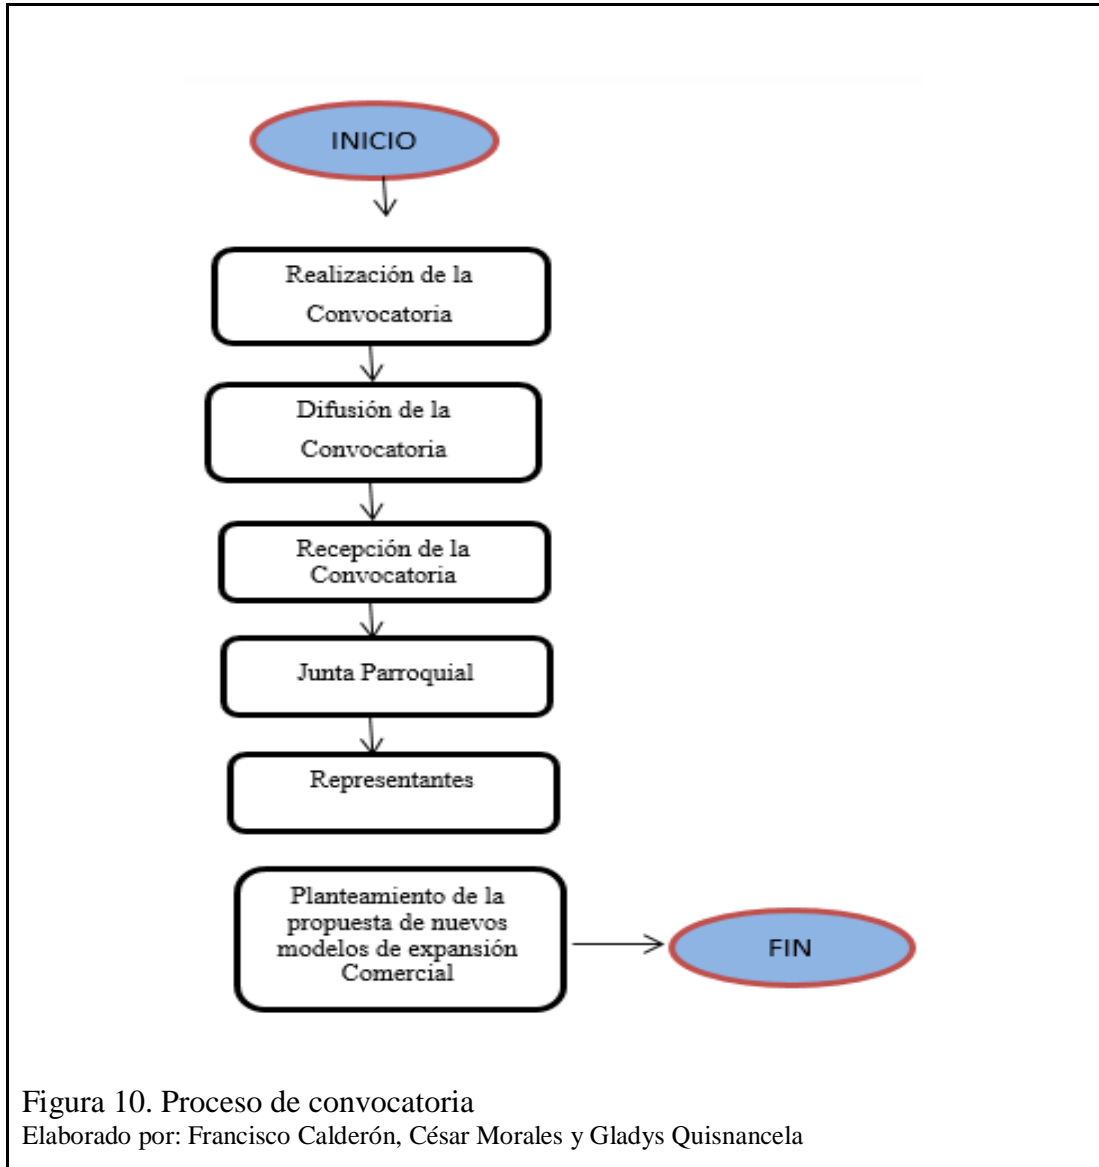 INICIO
Realización de la
Convocatoria
Difusión de la
Convocatoria
Recepción de la
Convocatoria
Junta Parroquial
Representantes
Planteamiento de la
propuesta de nuevos
modelos de expansión
Comercial
FIN
Figura 10. Proceso de convocatoria
Elaborado por: Francisco Calderón, César Morales y Gladys Quisnancela